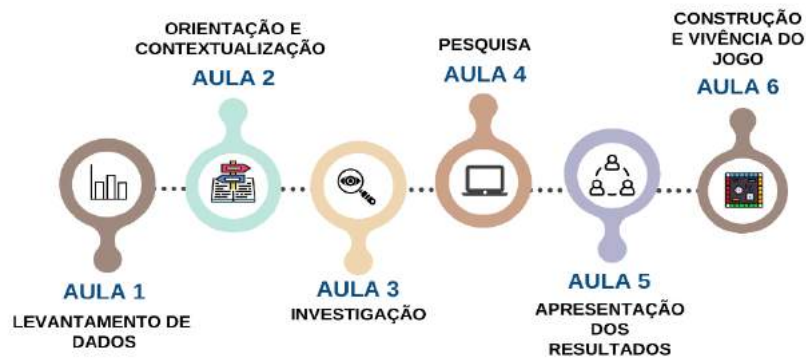 AULA 1
LEVANTAMENTO DE
DADOS
ORIENTAÇÃO E
CONTEXTUALIZAÇÃO
AULA 2
AULA 3
INVESTIGAÇÃO
PESQUISA
AULA 4
AULA 5
APRESENTAÇÃO
DOS
RESULTADOS
CONSTRUÇÃO
E VIVÊNCIA DO
JOGO
AULA 6